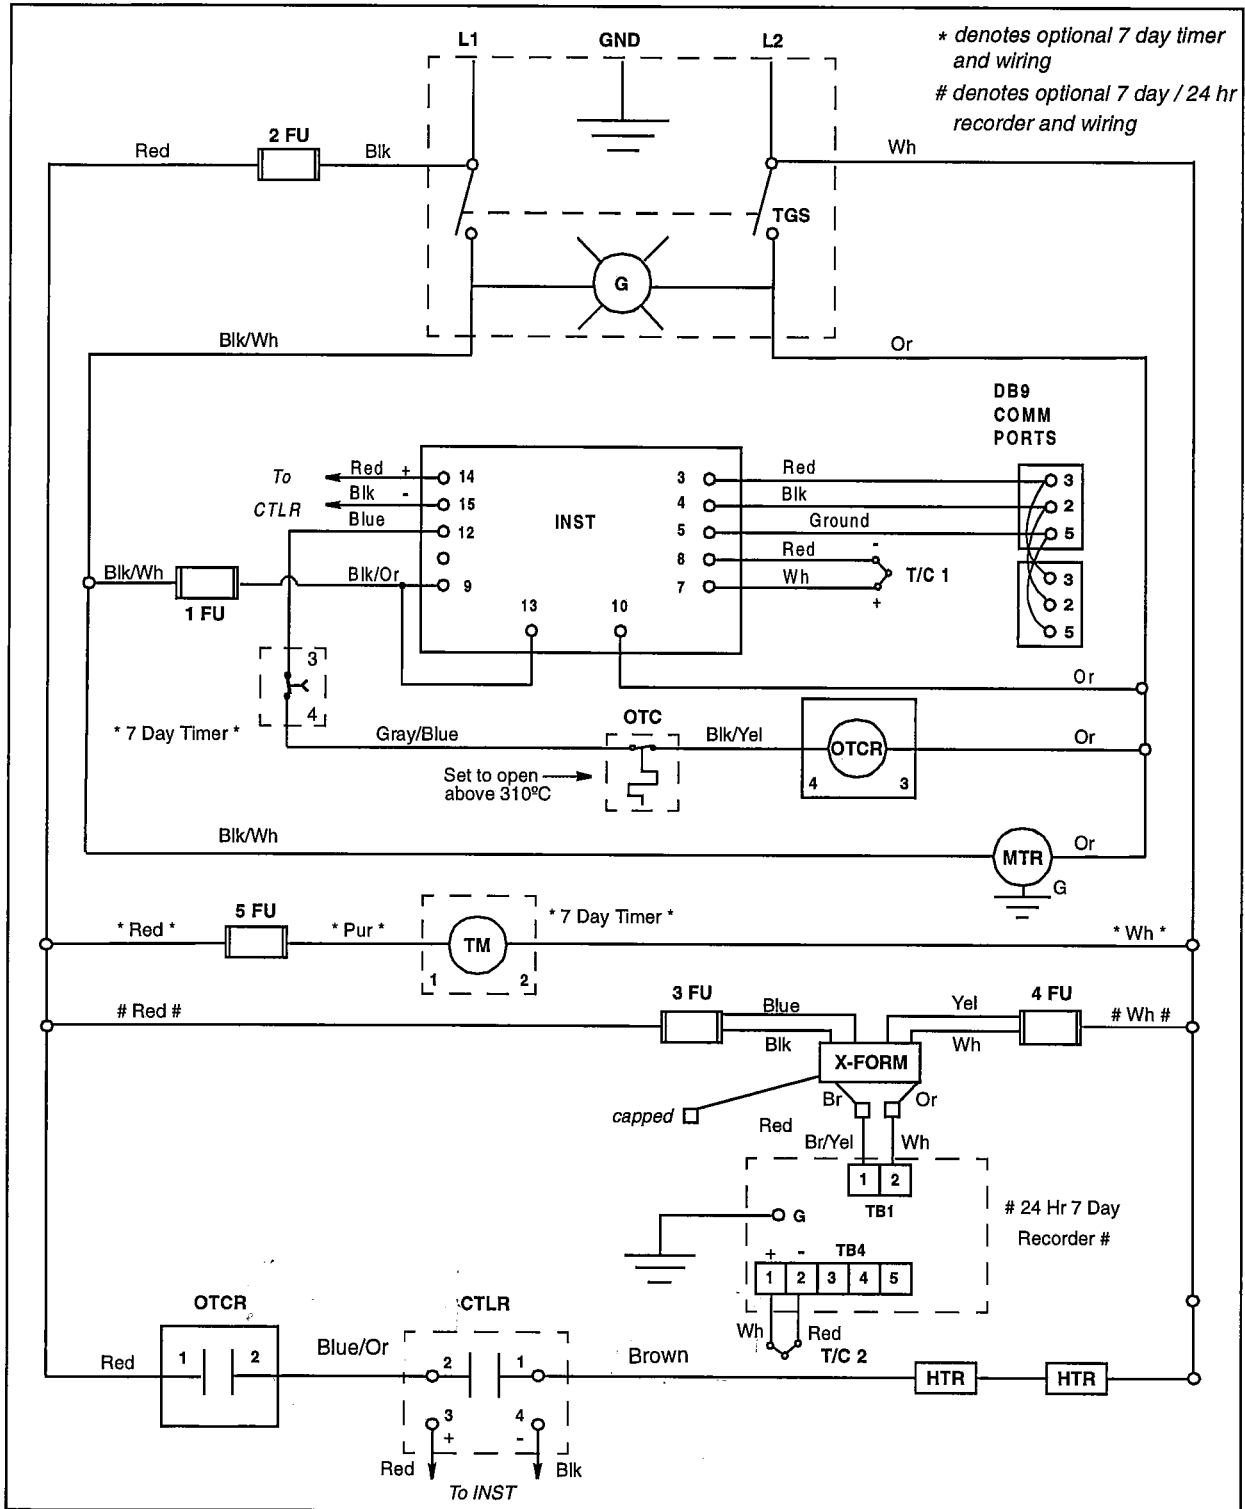 L1
GND
L2
* denotes optional 7 day timer
and wiring
# denotes optional 7 day / 24 hr
recorder and wiring
Red
2 FU
Blk
Wh
TGS
G
Blk/Wh
Or
DB9
COMM
PORTS
To
CTLR
Red +
Blk -
Blue
14
15
12
9
INST
3
4
5
8
7
Red
Blk
Ground
Red -
Wh +
T/C 1
3
2
5
3
2
5
Blk/Wh
1 FU
Blk/Or
13
10
Or
3
4
* 7 Day Timer *
Gray/Blue
OTC
Blk/Yel
OTCR
4
3
Or
Set to open
above 310ºC
Blk/Wh
MTR
Or
G
* Red *
5 FU
* Pur *
TM
1
2
* 7 Day Timer *
* Wh *
# Red #
3 FU
Blue
Blk
Yel
Wh
4 FU
# Wh #
X-FORM
capped
Br
Or
Red
Br/Yel
Wh
1 2
TB1
G
# 24 Hr 7 Day
Recorder #
+ - TB4
1 2 3 4 5
Wh
Red
T/C 2
OTCR
CTLR
Red
1
2
Blue/Or
2
1
Brown
HTR
HTR
3
+
4
-
Red
Blk
To INST